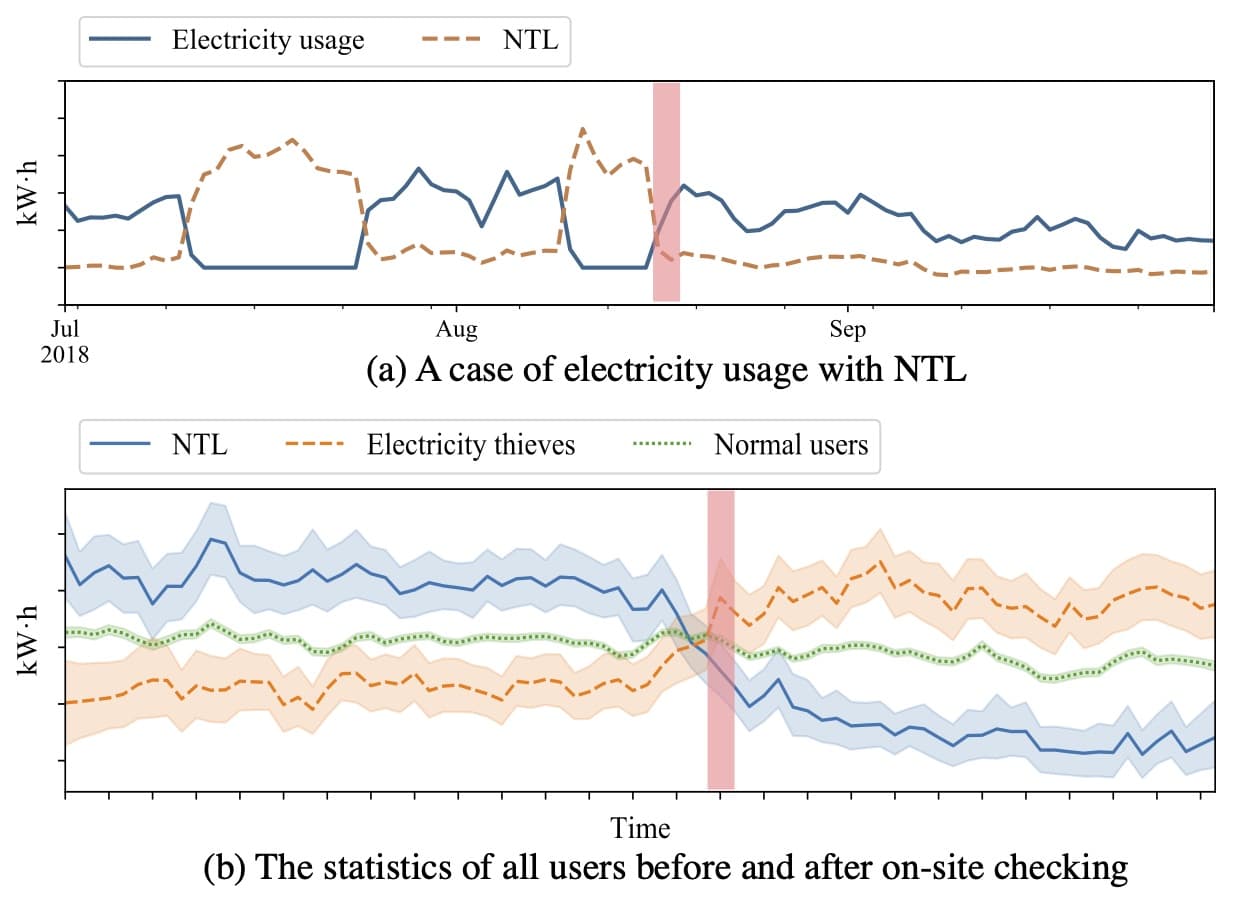 Electricity usage NTL
kW·h
Jul Aug Sep
2018
(a) A case of electricity usage with NTL
NTL Electricity thieves Normal users
kW·h
Time
(b) The statistics of all users before and after on-site checking